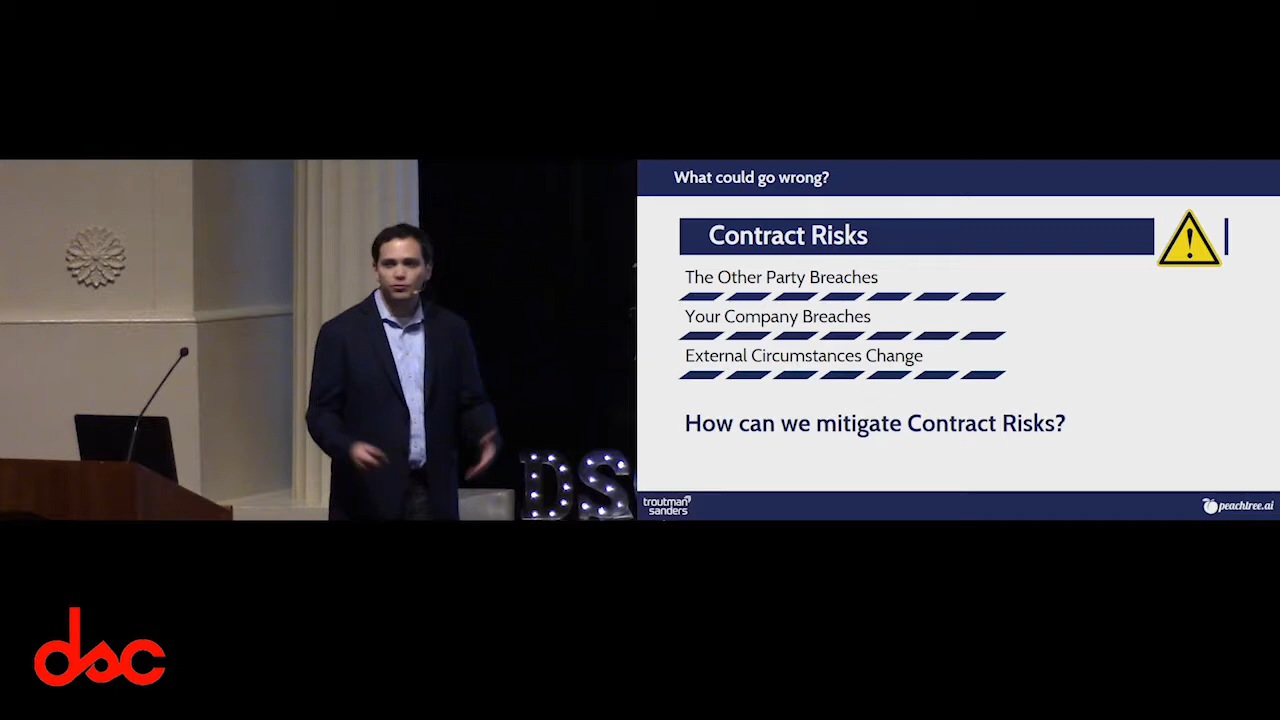 What could go wrong?
Contract Risks
The Other Party Breaches
Your Company Breaches
External Circumstances Change
How can we mitigate Contract Risks?
troutman
sanders
peachtree.ai
DS
dsc